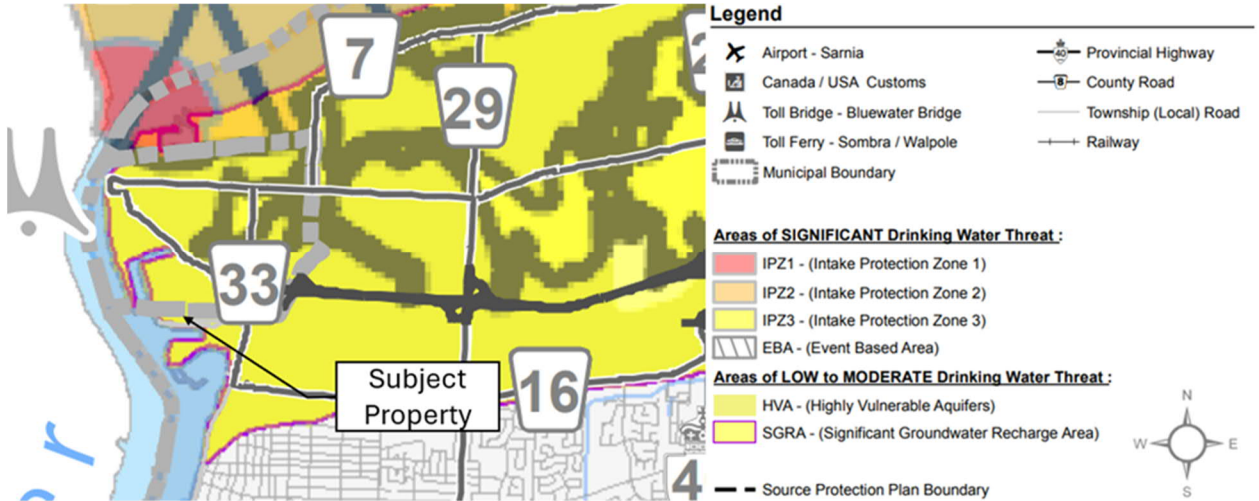 7
29
33
Subject
Property
16
4
r
Legend
Airport - Sarnia
Canada / USA Customs
Toll Bridge - Bluewater Bridge
Toll Ferry - Sombra / Walpole
Municipal Boundary
40 Provincial Highway
8 County Road
Township (Local) Road
Railway
Areas of SIGNIFICANT Drinking Water Threat :
IPZ1 - (Intake Protection Zone 1)
IPZ2 - (Intake Protection Zone 2)
IPZ3 - (Intake Protection Zone 3)
EBA - (Event Based Area)
Areas of LOW to MODERATE Drinking Water Threat :
HVA - (Highly Vulnerable Aquifers)
SGRA - (Significant Groundwater Recharge Area)
Source Protection Plan Boundary
N
W E
S